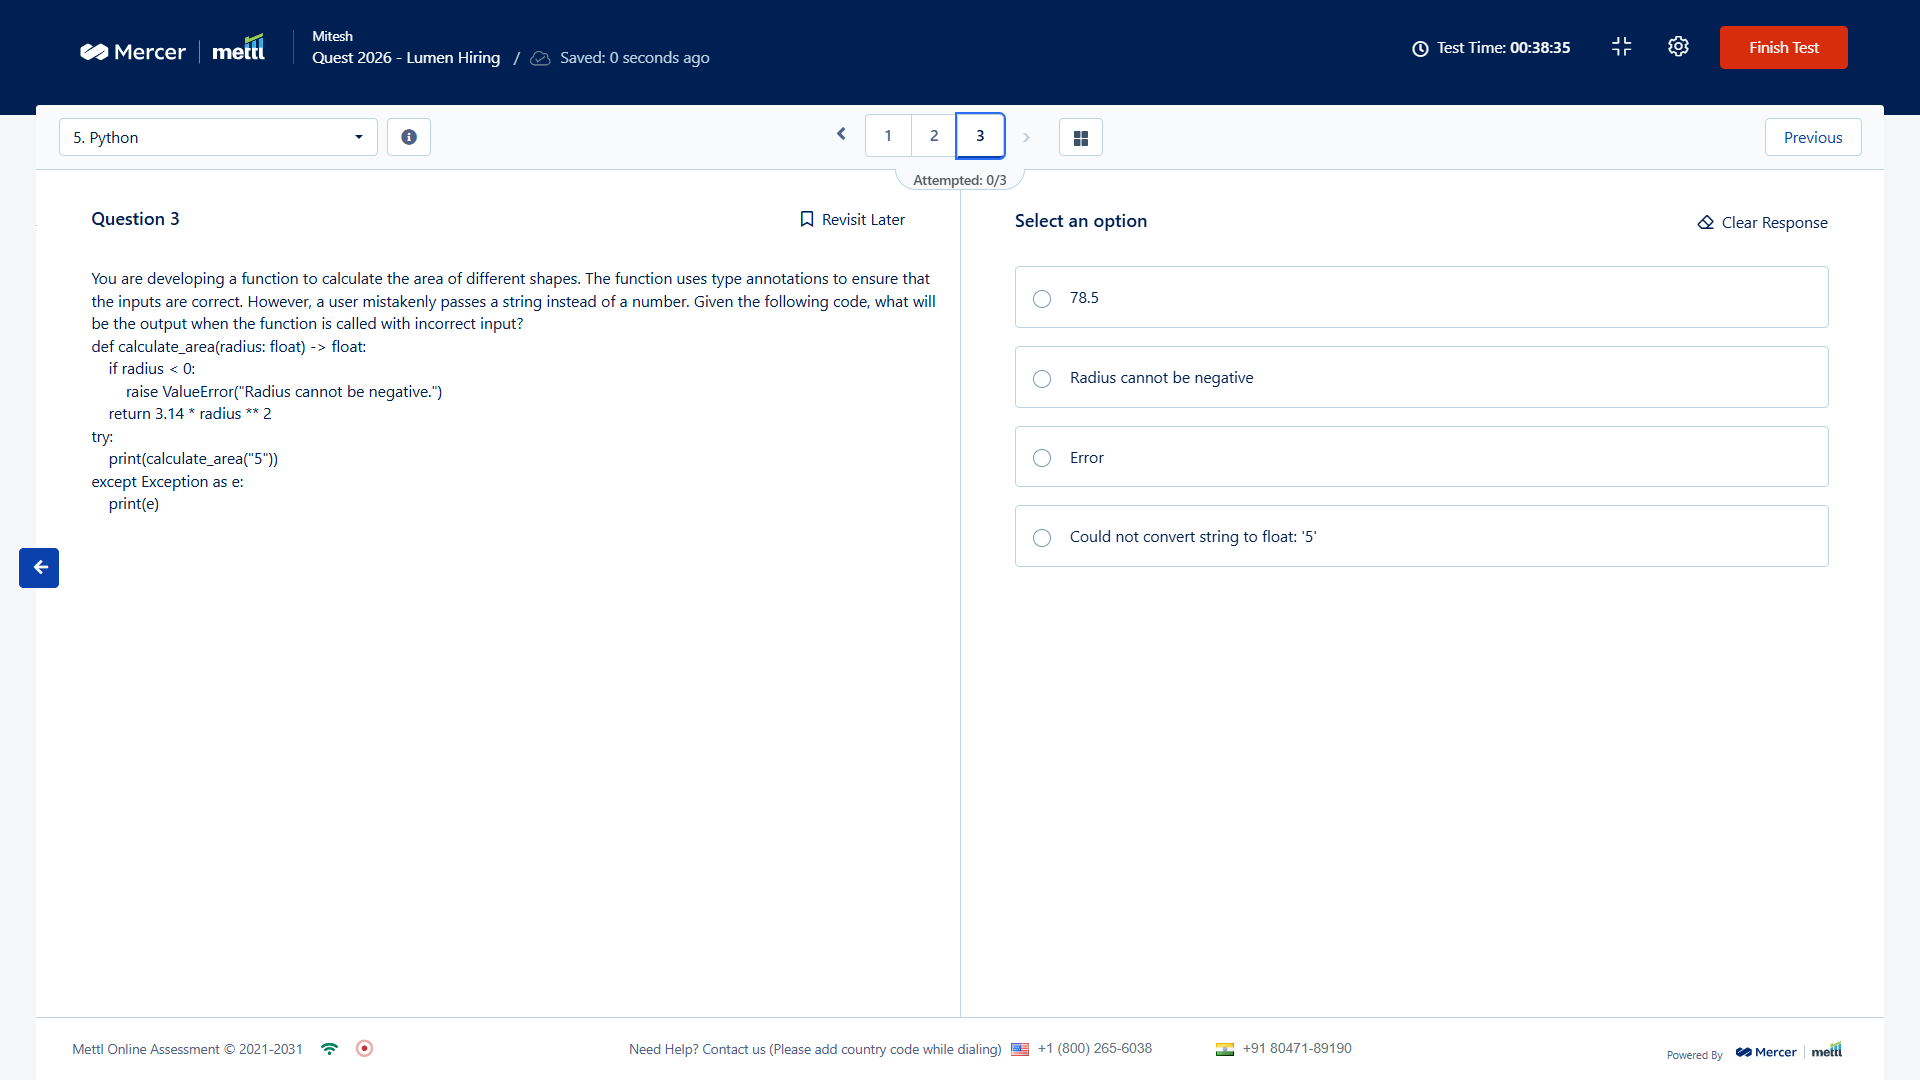 Mercer mettl
Mitesh
Quest 2026 - Lumen Hiring / Saved: 0 seconds ago
Test Time: 00:38:35
Finish Test
5. Python
1 2 3
Previous
Attempted: 0/3
Question 3
Revisit Later
You are developing a function to calculate the area of different shapes. The function uses type annotations to ensure that
the inputs are correct. However, a user mistakenly passes a string instead of a number. Given the following code, what will
be the output when the function is called with incorrect input?
def calculate_area(radius: float) -> float:
    if radius < 0:
        raise ValueError("Radius cannot be negative.")
    return 3.14 * radius ** 2
try:
    print(calculate_area("5"))
except Exception as e:
    print(e)
Select an option
Clear Response
78.5
Radius cannot be negative
Error
Could not convert string to float: '5'
Mettl Online Assessment © 2021-2031
Need Help? Contact us (Please add country code while dialing) +1 (800) 265-6038 +91 80471-89190
Powered By Mercer mettl